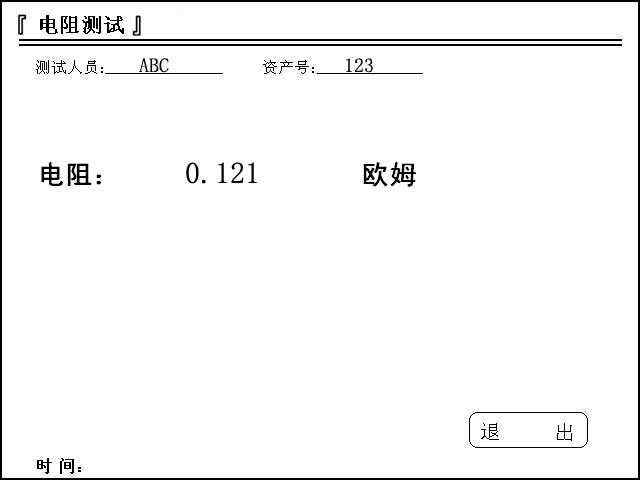 『 电阻测试 』
测试人员: ABC 资产号: 123
电阻: 0.121 欧姆
退 出
时 间: